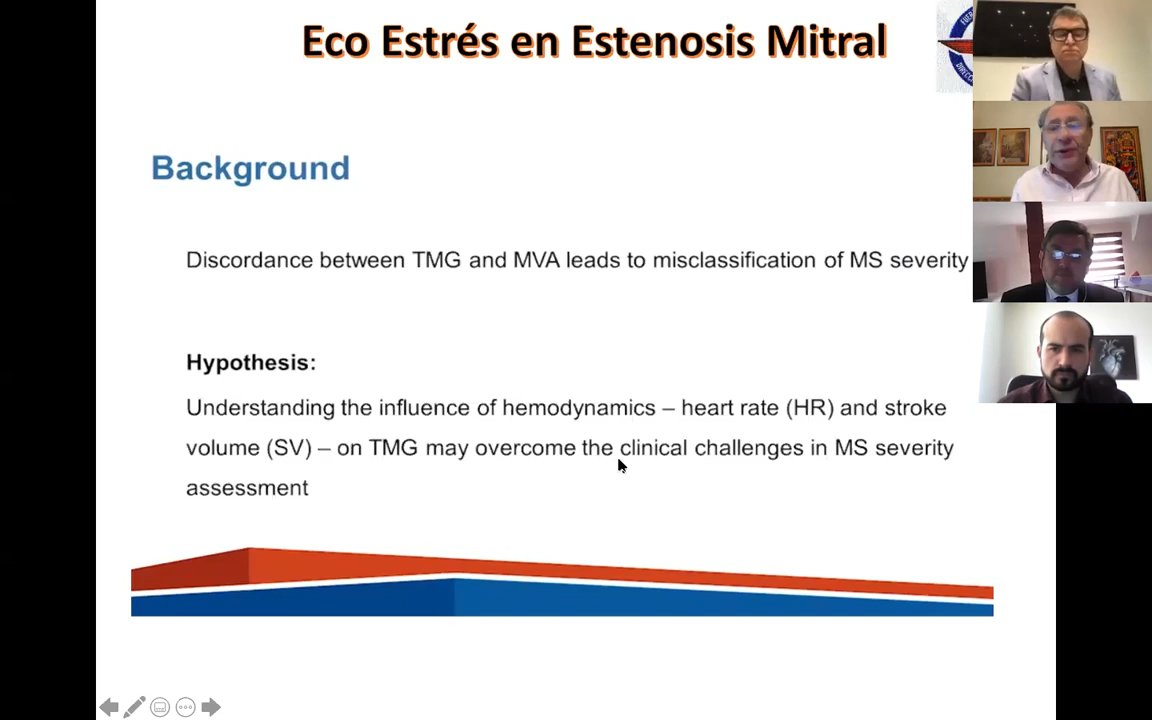 Eco Estrés en Estenosis Mitral
Background
Discordance between TMG and MVA leads to misclassification of MS severity
Hypothesis:
Understanding the influence of hemodynamics – heart rate (HR) and stroke
volume (SV) – on TMG may overcome the clinical challenges in MS severity
assessment